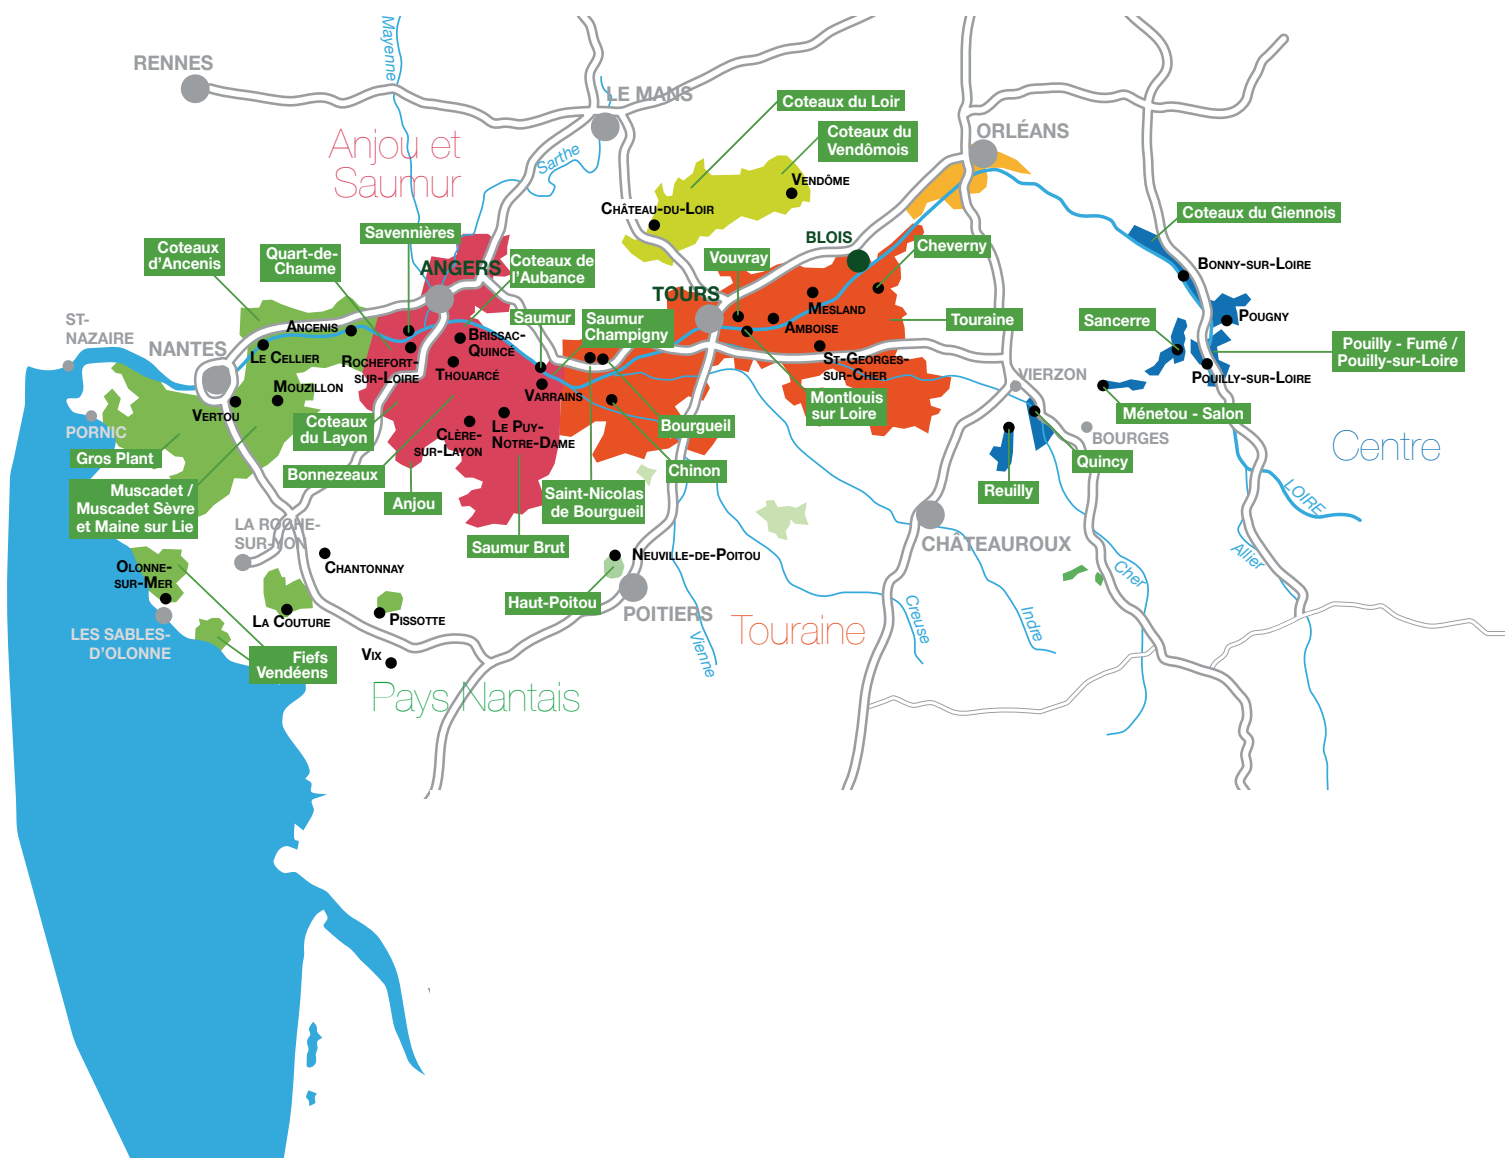 Mayenne
RENNES
LE MANS
Coteaux du Loir
ORLÉANS
Anjou et
Saumur
Sarthe
Coteaux du
Vendômois
VENDÔME
CHÂTEAU-DU-LOIR
Coteaux du Giennois
Savennières
Coteaux
d'Ancenis
Quart-de-
Chaume
ANGERS
Coteaux de
l'Aubance
Vouvray
BLOIS
Cheverny
BONNY-SUR-LOIRE
TOURS
MESLAND
AMBOISE
Touraine
Sancerre
POUGNY
ST-
NAZAIRE
NANTES
ANCENIS
LE CELLIER
Saumur
Saumur
Champigny
BRISSAC-
QUINCÉ
ROCHEFORT-
SUR-LOIRE
THOUARCÉ
ST-GEORGES-
SUR-CHER
Pouilly - Fumé /
Pouilly-sur-Loire
POUILLY-SUR-LOIRE
VIERZON
MOUZILLON
VERTOU
VARRAINS
Montlouis
sur Loire
Ménetou - Salon
PORNIC
Coteaux
du Layon
CLÈRE-
SUR-LAYON
LE PUY-
NOTRE-DAME
Bourgueil
BOURGES
Centre
Gros Plant
Bonnezeaux
Chinon
Quincy
Muscadet /
Muscadet Sèvre
et Maine sur Lie
Anjou
Saint-Nicolas
de Bourgueil
Reuilly
LOIRE
LA ROCHE-
SUR-YON
Saumur Brut
CHÂTEAUROUX
Allier
OLONNE-
SUR-MER
CHANTONNAY
NEUVILLE-DE-POITOU
Cher
LA COUTURE
PISSOTTE
Haut-Poitou
POITIERS
Touraine
Creuse
Indre
LES SABLES-
D'OLONNE
Fiefs
Vendéens
VIX
Vienne
Pays Nantais